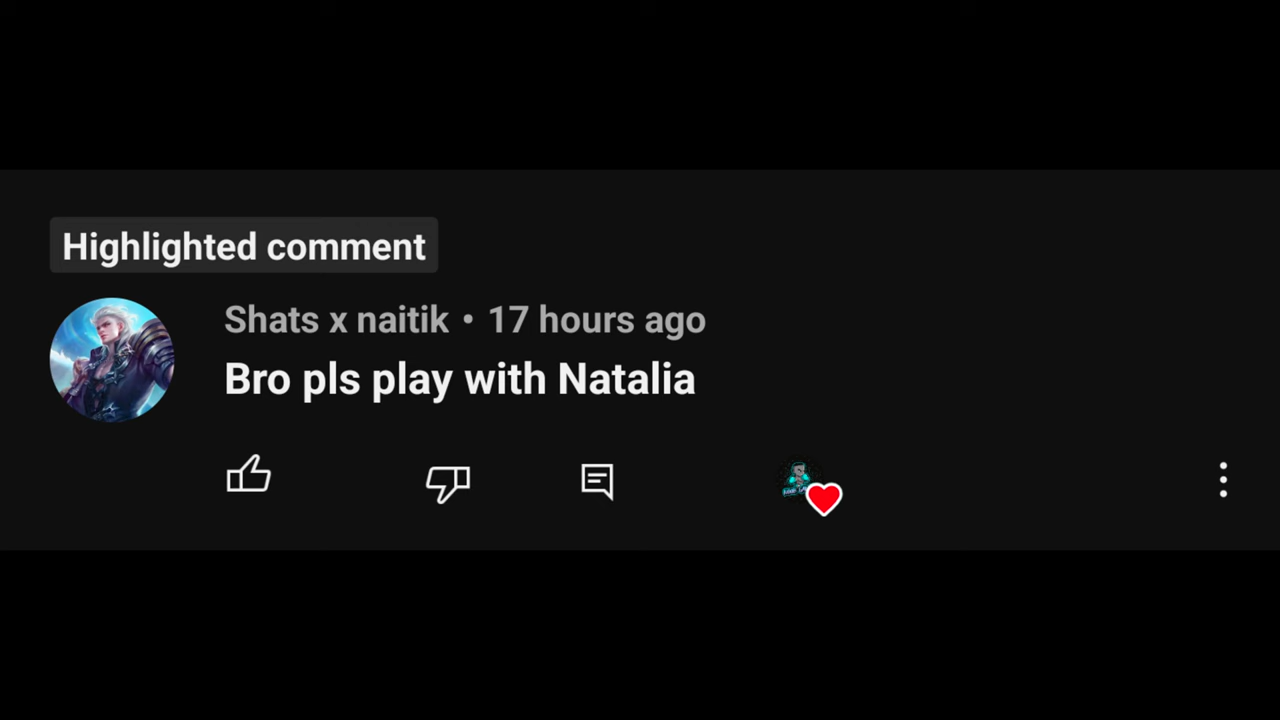 Highlighted comment
Shats x naitik • 17 hours ago
Bro pls play with Natalia